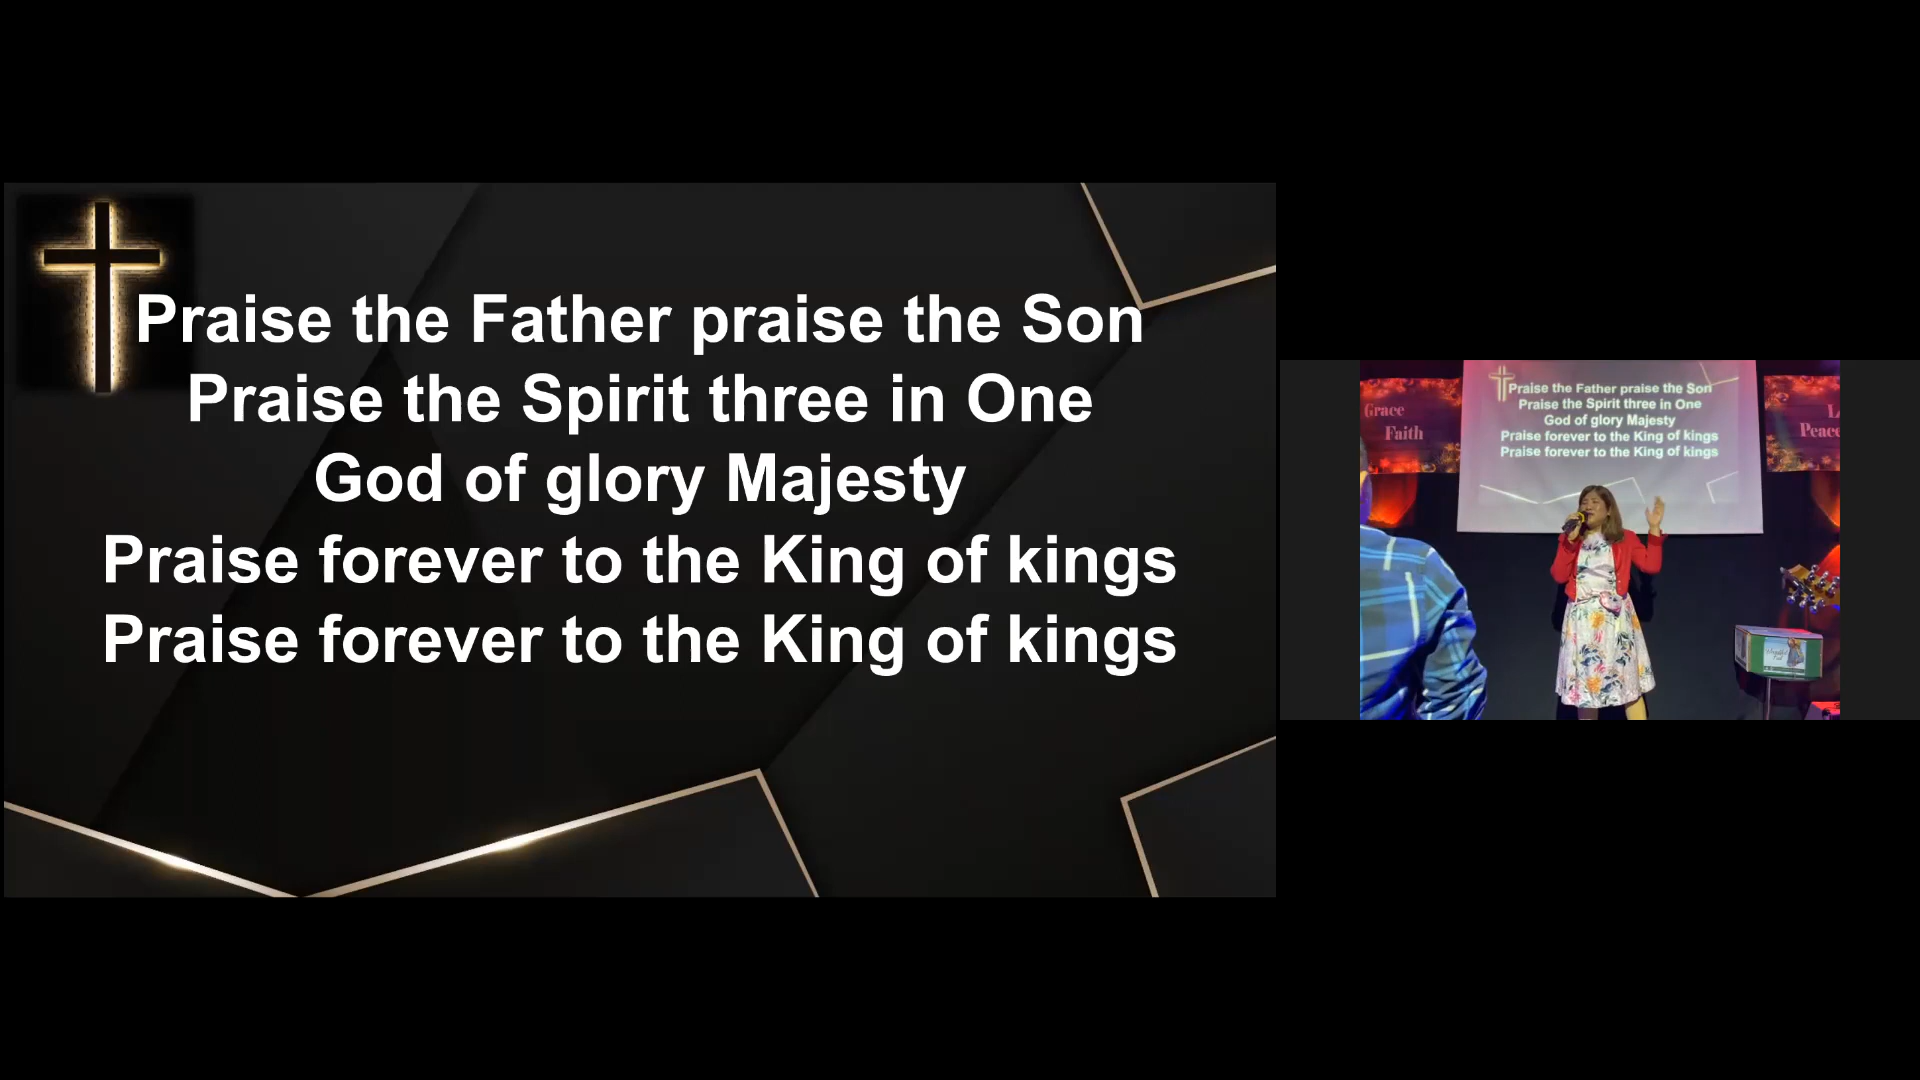 Praise the Father praise the Son
Praise the Spirit three in One
God of glory Majesty
Praise forever to the King of kings
Praise forever to the King of kings
Grace
Faith
Praise the Father praise the Son
Praise the Spirit three in One
God of glory Majesty
Praise forever to the King of kings
Praise forever to the King of kings
Peace